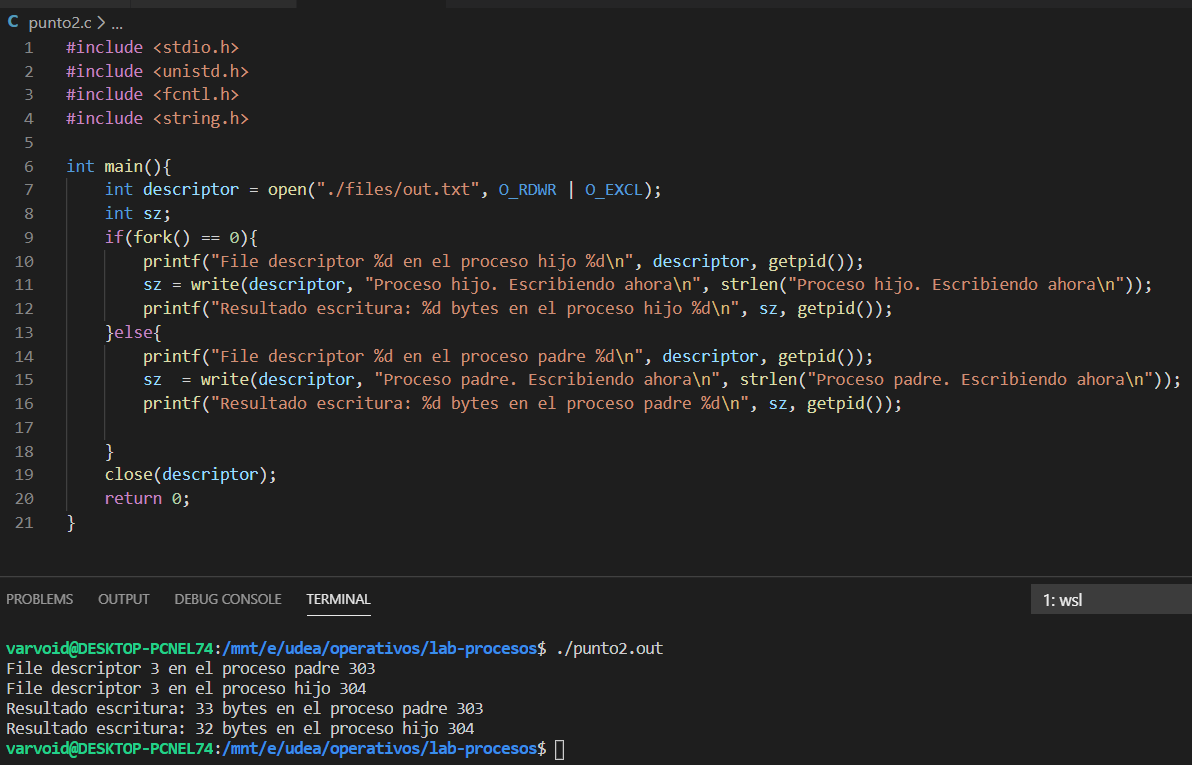 C punto2.c > ...
1 #include <stdio.h>
2 #include <unistd.h>
3 #include <fcntl.h>
4 #include <string.h>
5
6 int main(){
7     int descriptor = open("./files/out.txt", O_RDWR | O_EXCL);
8     int sz;
9     if(fork() == 0){
10         printf("File descriptor %d en el proceso hijo %d\n", descriptor, getpid());
11         sz = write(descriptor, "Proceso hijo. Escribiendo ahora\n", strlen("Proceso hijo. Escribiendo ahora\n"));
12         printf("Resultado escritura: %d bytes en el proceso hijo %d\n", sz, getpid());
13     }else{
14         printf("File descriptor %d en el proceso padre %d\n", descriptor, getpid());
15         sz  = write(descriptor, "Proceso padre. Escribiendo ahora\n", strlen("Proceso padre. Escribiendo ahora\n"));
16         printf("Resultado escritura: %d bytes en el proceso padre %d\n", sz, getpid());
17
18     }
19     close(descriptor);
20     return 0;
21 }
PROBLEMS OUTPUT DEBUG CONSOLE TERMINAL 1: wsl
varvoid@DESKTOP-PCNEL74:/mnt/e/udea/operativos/lab-procesos$ ./punto2.out
File descriptor 3 en el proceso padre 303
File descriptor 3 en el proceso hijo 304
Resultado escritura: 33 bytes en el proceso padre 303
Resultado escritura: 32 bytes en el proceso hijo 304
varvoid@DESKTOP-PCNEL74:/mnt/e/udea/operativos/lab-procesos$